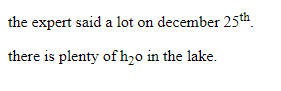 the expert said a lot on december 25ᵗʰ.
there is plenty of h₂o in the lake.